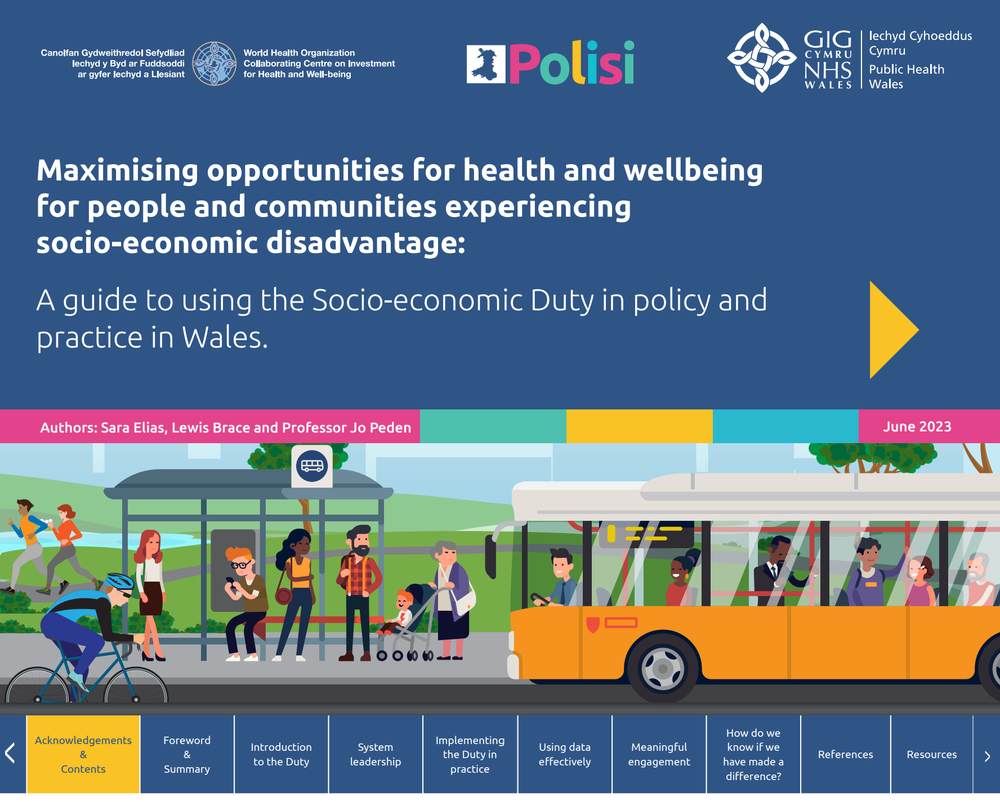 Canolfan Gydweithredol Sefydliad
Iechyd y Byd ar Fuddsoddi
ar gyfer Iechyd a Llesiant
World Health Organization
Collaborating Centre on Investment
for Health and Well-being
Polisi
GIG
CYMRU
NHS
WALES
Iechyd Cyhoeddus
Cymru
Public Health
Wales
Maximising opportunities for health and wellbeing
for people and communities experiencing
socio-economic disadvantage:
A guide to using the Socio-economic Duty in policy and
practice in Wales.
Authors: Sara Elias, Lewis Brace and Professor Jo Peden
June 2023
Acknowledgements
&
Contents
Foreword
&
Summary
Introduction
to the Duty
System
leadership
Implementing
the Duty in
practice
Using data
effectively
Meaningful
engagement
How do we
know if we
have made a
difference?
References
Resources